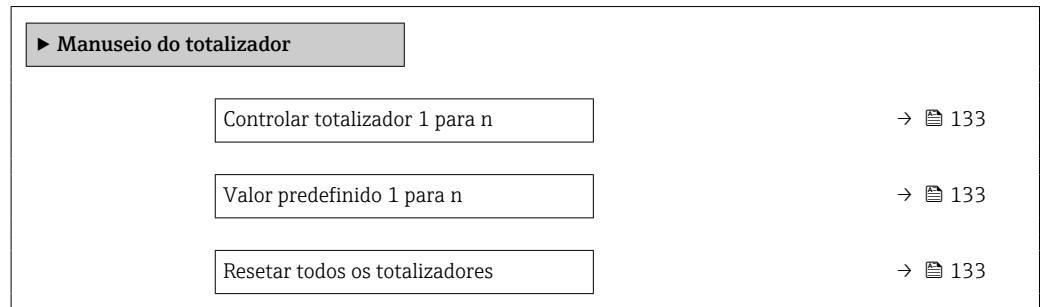 ▶ Manuseio do totalizador
Controlar totalizador 1 para n → 133
Valor predefinido 1 para n → 133
Resetar todos os totalizadores → 133